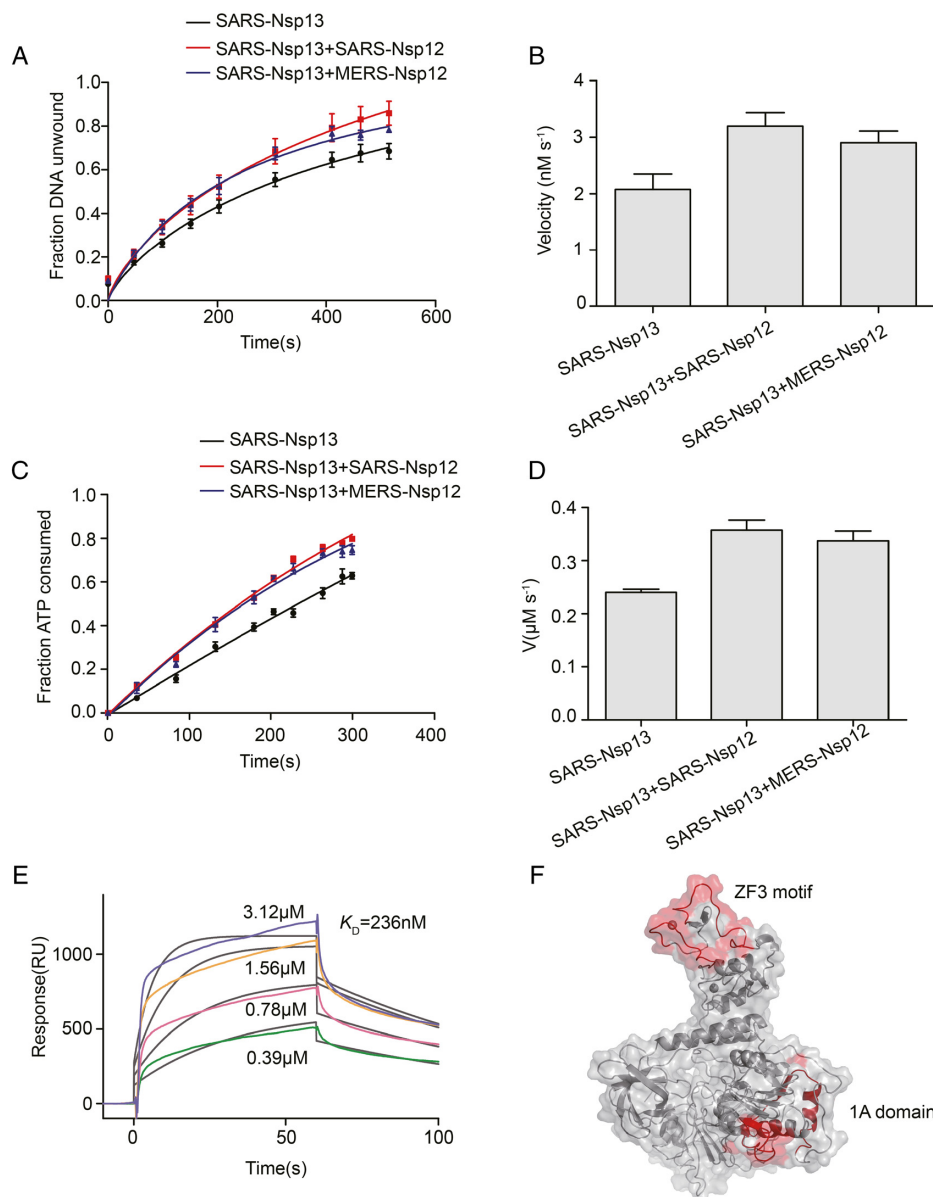 A
SARS-Nsp13
SARS-Nsp13+SARS-Nsp12
SARS-Nsp13+MERS-Nsp12
Fraction DNA unwound
1.0
0.8
0.6
0.4
0.2
0.0
0
200
400
600
Time(s)
B
Velocity (nM s⁻¹)
4
3
2
1
0
SARS-Nsp13
SARS-Nsp13+SARS-Nsp12
SARS-Nsp13+MERS-Nsp12
C
SARS-Nsp13
SARS-Nsp13+SARS-Nsp12
SARS-Nsp13+MERS-Nsp12
Fraction ATP consumed
1.0
0.8
0.6
0.4
0.2
0.0
0
100
200
300
400
Time(s)
D
V(μM s⁻¹)
0.4
0.3
0.2
0.1
0.0
SARS-Nsp13
SARS-Nsp13+SARS-Nsp12
SARS-Nsp13+MERS-Nsp12
E
Response(RU)
1000
500
0
3.12μM
K_D=236nM
1.56μM
0.78μM
0.39μM
0
50
100
Time(s)
F
ZF3 motif
1A domain